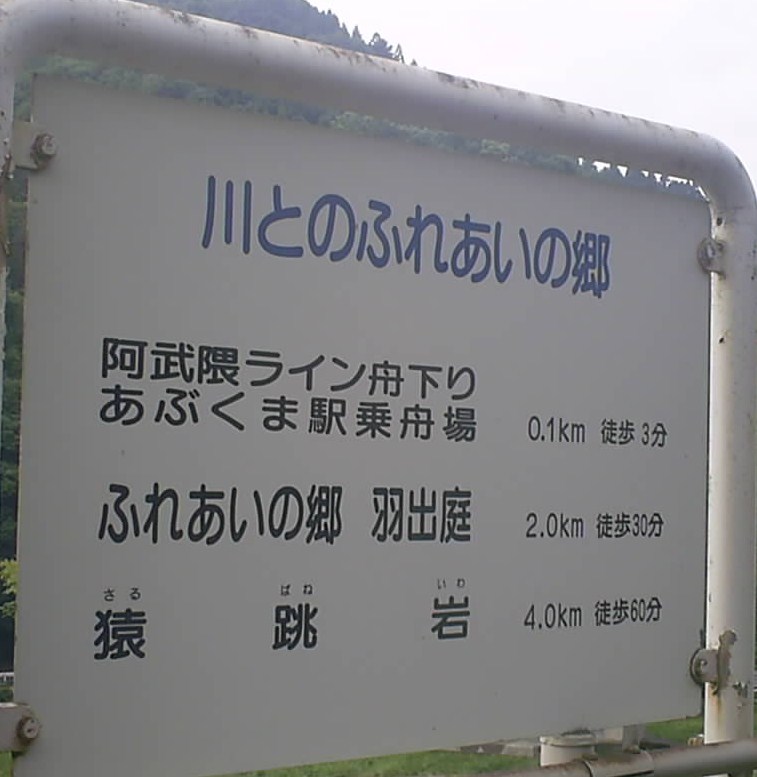 川とのふれあいの郷
阿武隈ライン舟下り
あぶくま駅乗舟場 0.1km 徒歩 3分
ふれあいの郷 羽出庭 2.0km 徒歩30分
ざる ばね いわ
猿 跳 岩 4.0km 徒歩60分